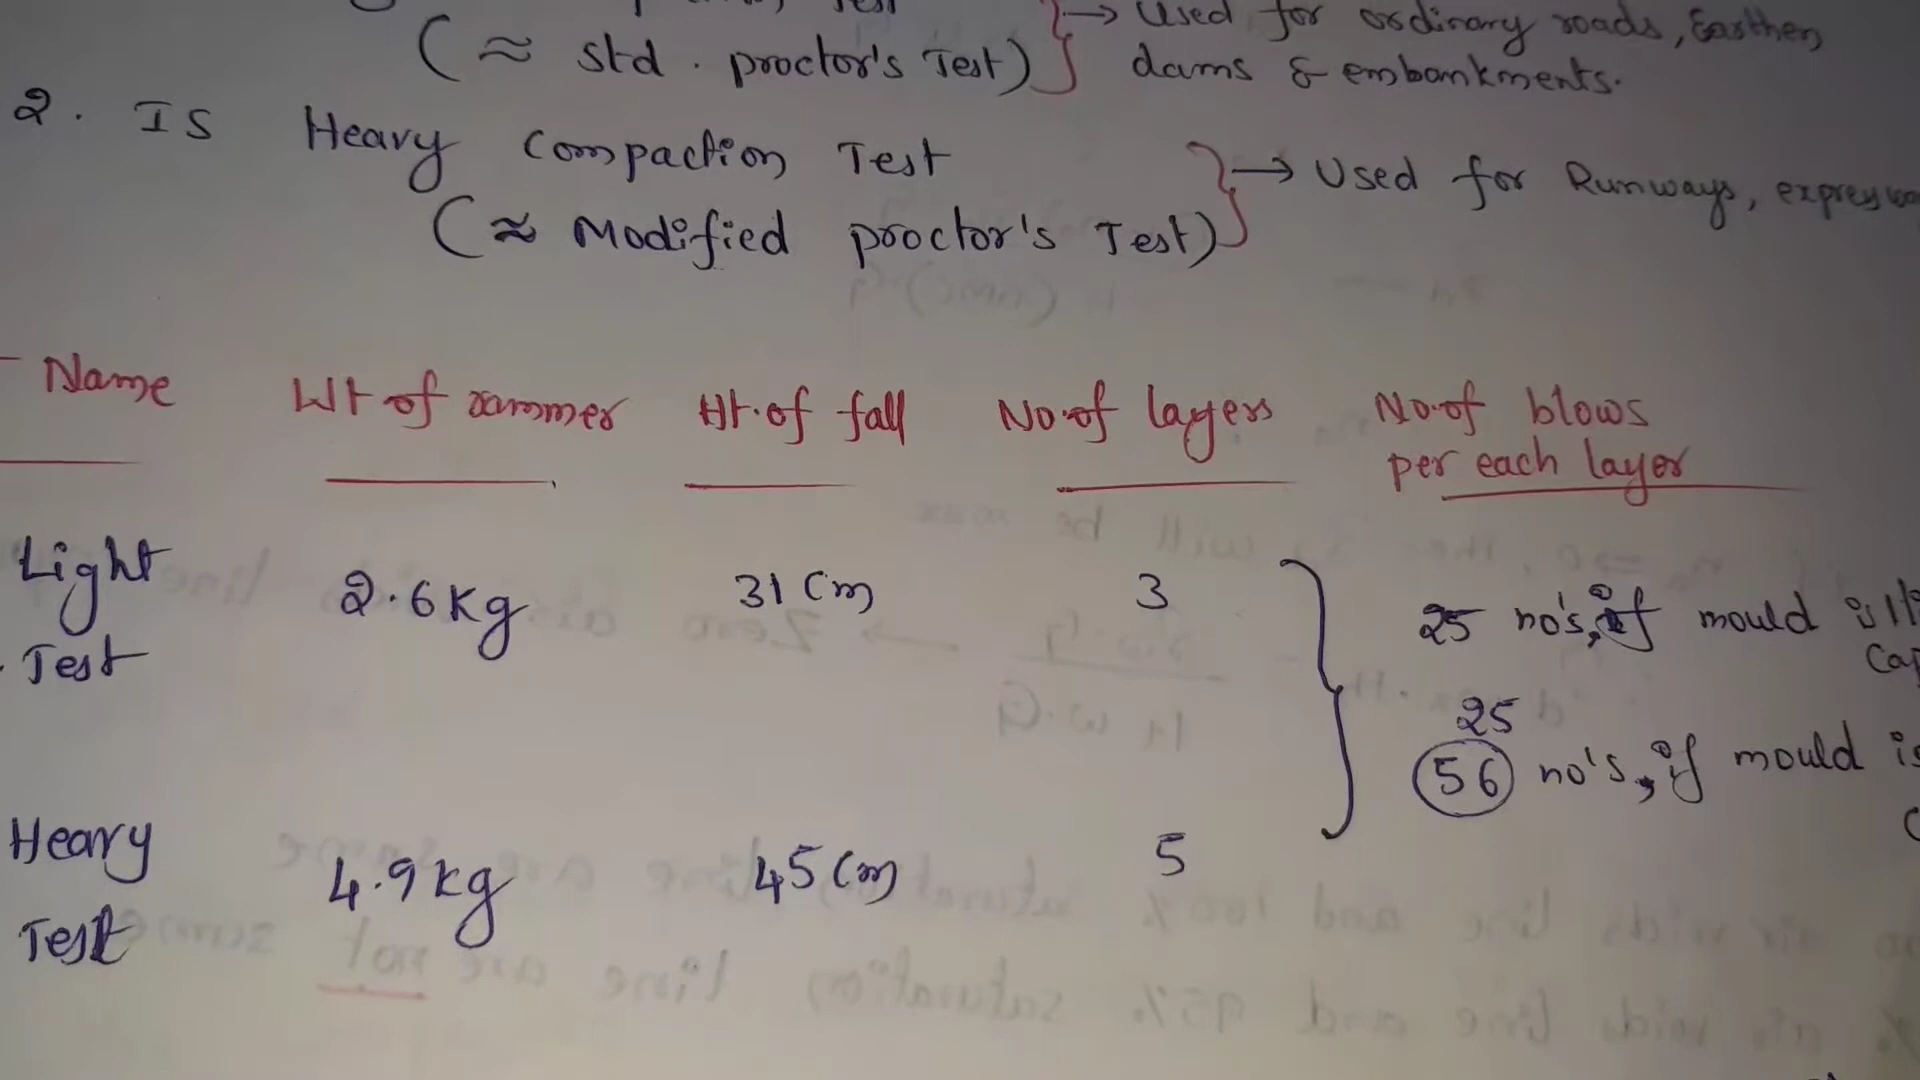 Test
→ Used for ordinary roads, Earthen
(≈ std. proctor's Test)
dams & embankments.
2. IS Heavy Compaction Test
→ Used for Runways,
(≈ Modified proctor's Test)
Name
Wt of rammer
Ht. of fall
No. of layers
No. of blows
per each layer
Light
Test
2.6 kg
31 cm
3
25 no's, if mould is
25
56 no's, if mould is
Heavy
Test
4.9 kg
45 cm
5